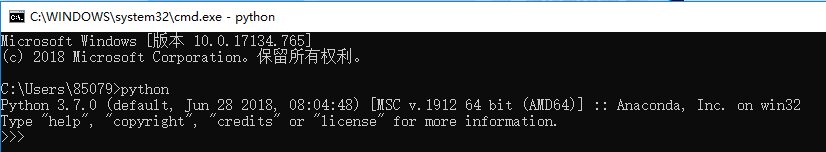 C:\WINDOWS\system32\cmd.exe - python
Microsoft Windows [版本 10.0.17134.765]
(c) 2018 Microsoft Corporation。保留所有权利。
C:\Users\85079>python
Python 3.7.0 (default, Jun 28 2018, 08:04:48) [MSC v.1912 64 bit (AMD64)] :: Anaconda, Inc. on win32
Type "help", "copyright", "credits" or "license" for more information.
>>>